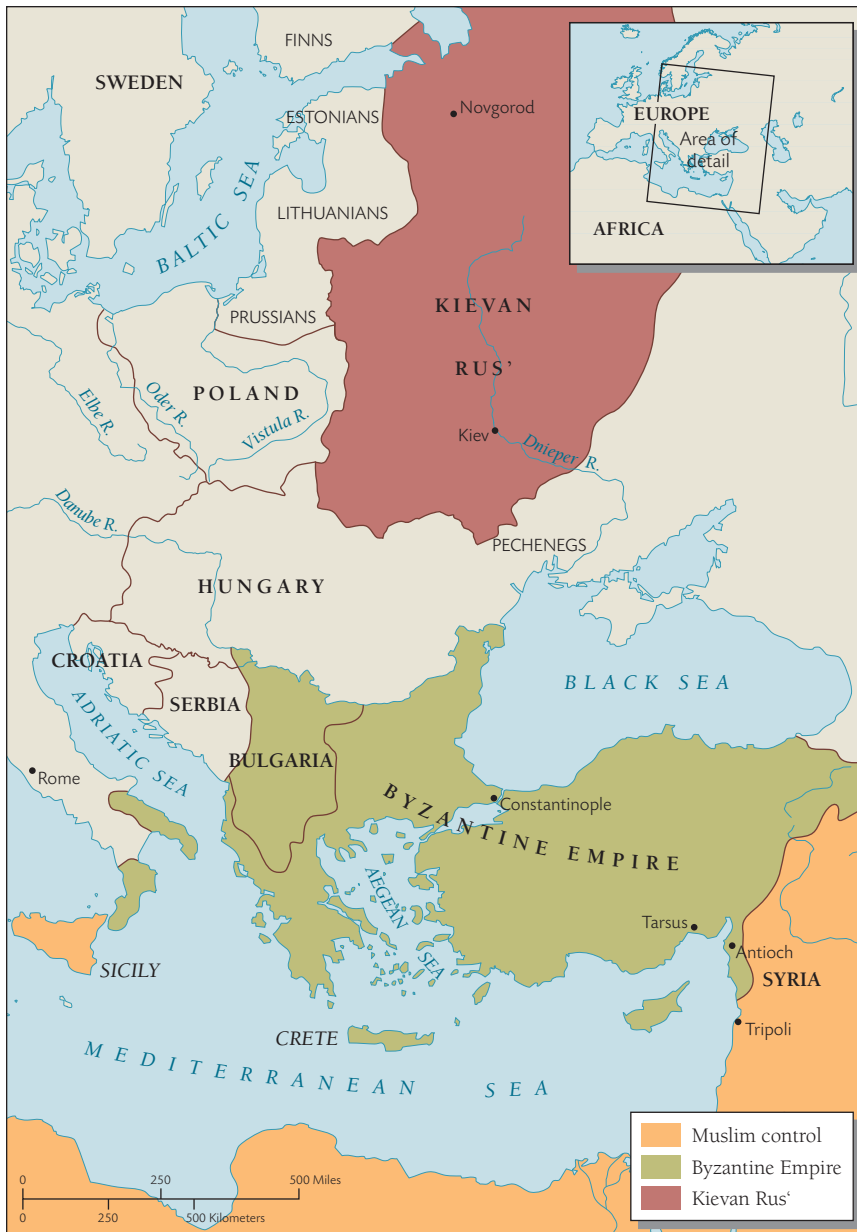 FINNS
SWEDEN
Novgorod
ESTONIANS
BALTIC SEA
LITHUANIANS
KIEVAN
RUS’
PRUSSIANS
POLAND
Elbe R.
Oder R.
Vistula R.
Kiev
Dnieper R.
Danube R.
PECHENEGS
HUNGARY
CROATIA
SERBIA
BLACK SEA
ADRIATIC SEA
BULGARIA
Rome
Constantinople
BYZANTINE EMPIRE
AEGEAN
SEA
Tarsus
Antioch
SYRIA
SICILY
Tripoli
CRETE
MEDITERRANEAN SEA
EUROPE
Area of
detail
AFRICA
Muslim control
Byzantine Empire
Kievan Rus‘
0 250 500 Miles
0 250 500 Kilometers